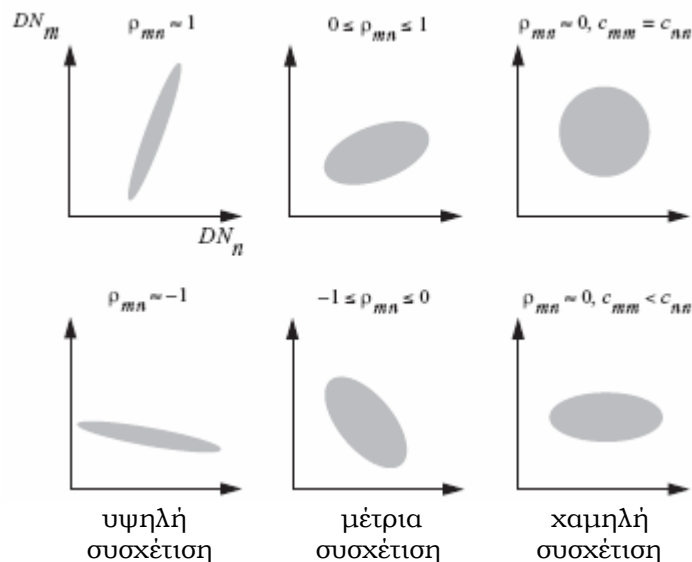 DN_m
ρ_mn ≈ 1
0 ≤ ρ_mn ≤ 1
ρ_mn ≈ 0, c_mm = c_nn
DN_n
ρ_mn ≈ −1
−1 ≤ ρ_mn ≤ 0
ρ_mn ≈ 0, c_mm < c_nn
υψηλή
συσχέτιση
μέτρια
συσχέτιση
χαμηλή
συσχέτιση